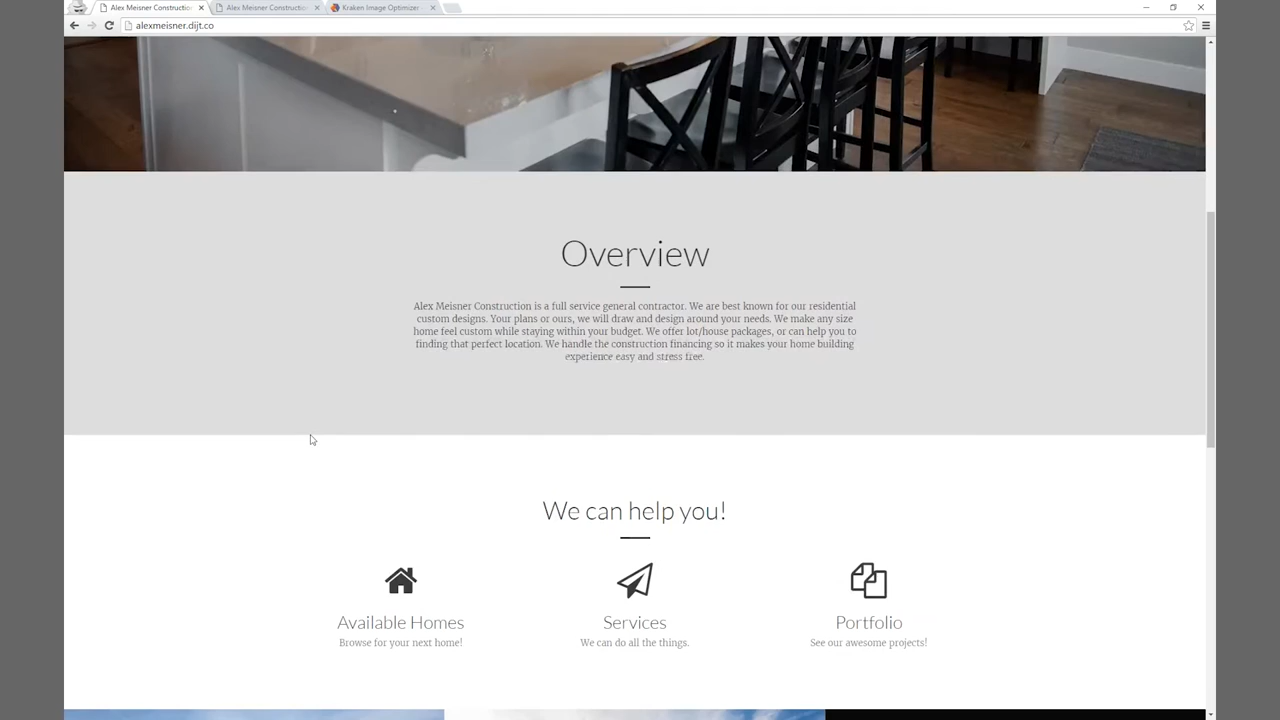 Alex Meisner Construction
Alex Meisner Construction
Kraken Image Optimizer
alexmeisner.dijt.co
Overview
Alex Meisner Construction is a full service general contractor. We are best known for our residential
custom designs. Your plans or ours, we will draw and design around your needs. We make any size
home feel custom while staying within your budget. We offer lot/house packages, or can help you to
finding that perfect location. We handle the construction financing so it makes your home building
experience easy and stress free.
We can help you!
Available Homes
Services
Portfolio
Browse for your next home!
We can do all the things.
See our awesome projects!